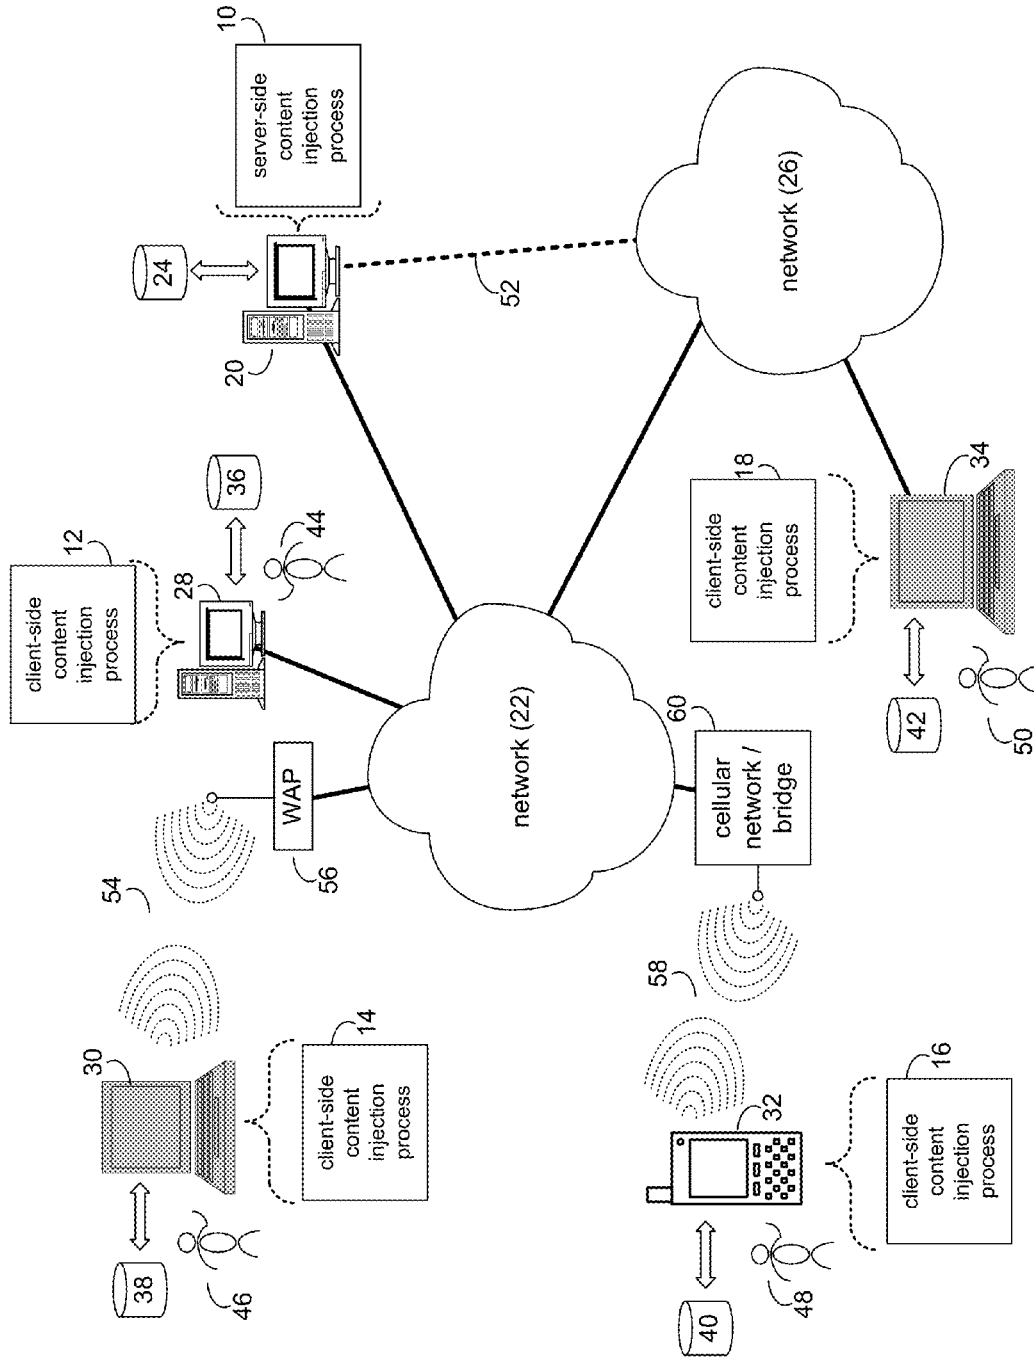 30
38
46
client-side
content
injection
process
14
54
WAP
56
client-side
content
injection
process
12
28
36
44
24
20
server-side
content
injection
process
10
network (22)
52
network (26)
58
cellular
network /
bridge
60
32
40
48
client-side
content
injection
process
16
client-side
content
injection
process
18
34
42
50